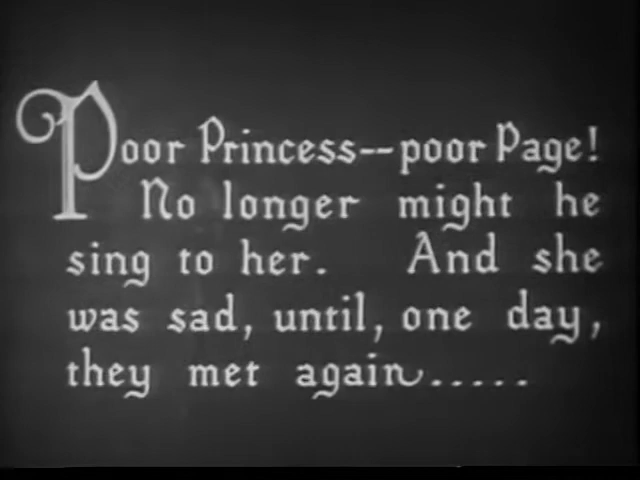 Poor Princess--poor Page!
No longer might he
sing to her. And she
was sad, until, one day,
they met again.....